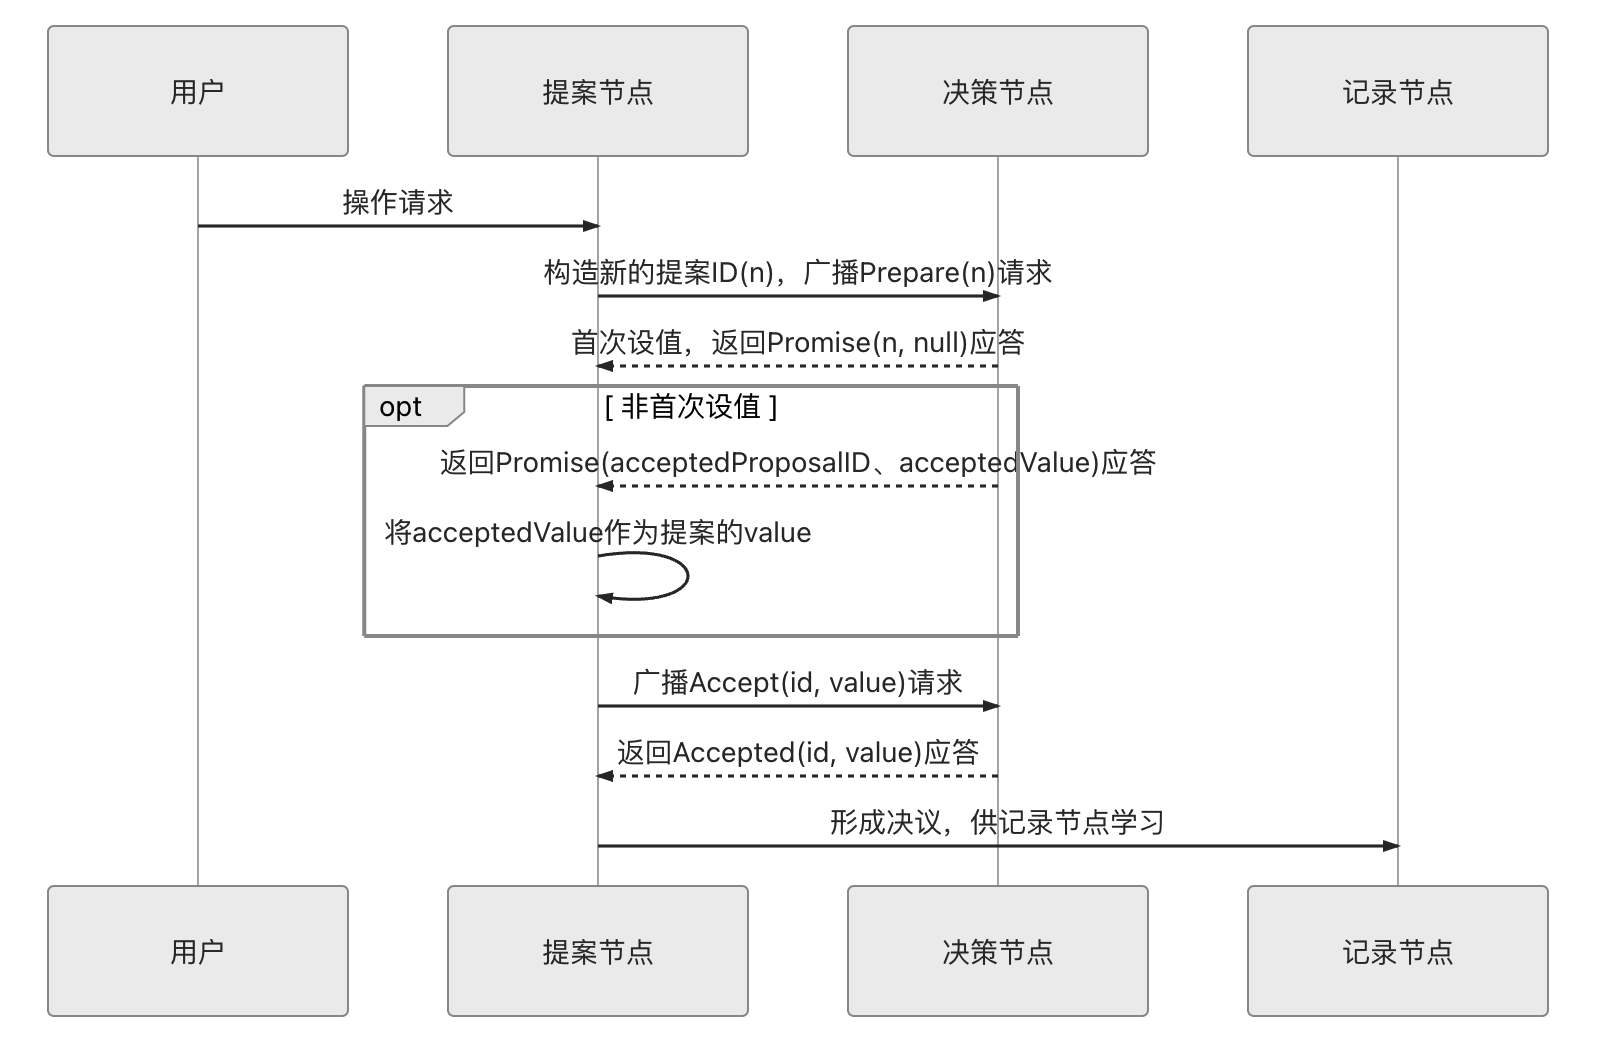 用户
提案节点
决策节点
记录节点
操作请求
构造新的提案ID(n)，广播Prepare(n)请求
首次设值，返回Promise(n, null)应答
opt
[ 非首次设值 ]
返回Promise(acceptedProposalID、acceptedValue)应答
将acceptedValue作为提案的value
广播Accept(id, value)请求
返回Accepted(id, value)应答
形成决议，供记录节点学习
用户
提案节点
决策节点
记录节点